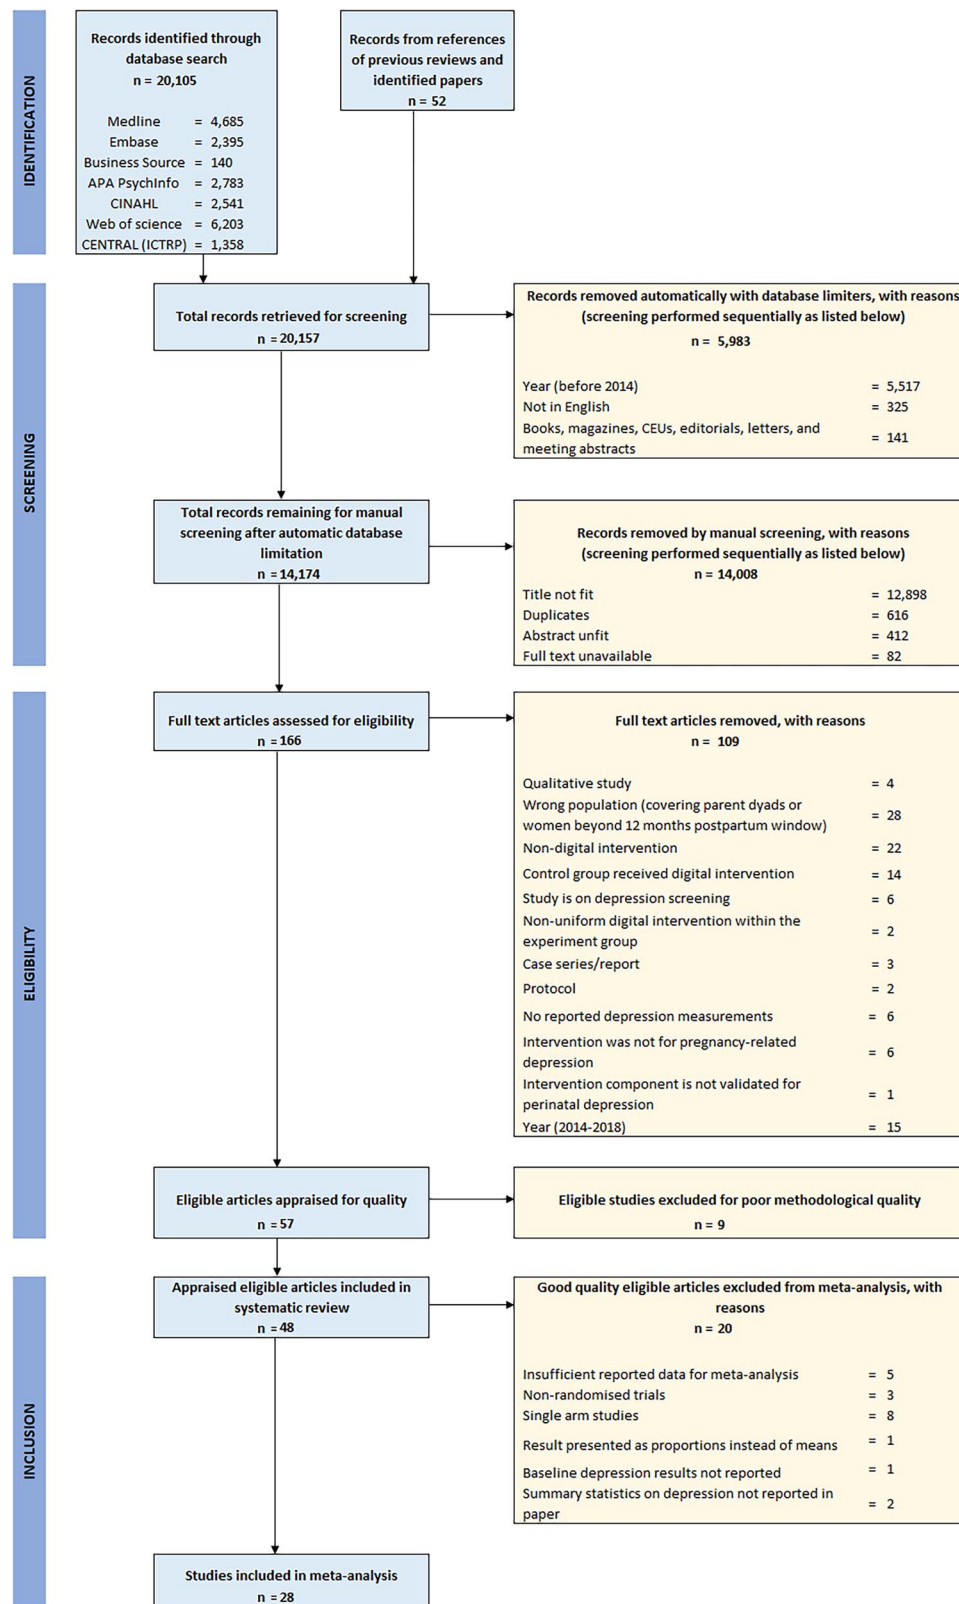 IDENTIFICATION
Records identified through
database search
n = 20,105
Medline = 4,685
Embase = 2,395
Business Source = 140
APA PsychInfo = 2,783
CINAHL = 2,541
Web of science = 6,203
CENTRAL (ICTRP) = 1,358
Records from references
of previous reviews and
identified papers
n = 52
SCREENING
Total records retrieved for screening
n = 20,157
Records removed automatically with database limiters, with reasons
(screening performed sequentially as listed below)
n = 5,983
Year (before 2014) = 5,517
Not in English = 325
Books, magazines, CEUs, editorials, letters, and
meeting abstracts = 141
Total records remaining for manual
screening after automatic database
limitation
n = 14,174
Records removed by manual screening, with reasons
(screening performed sequentially as listed below)
n = 14,008
Title not fit = 12,898
Duplicates = 616
Abstract unfit = 412
Full text unavailable = 82
ELIGIBILITY
Full text articles assessed for eligibility
n = 166
Full text articles removed, with reasons
n = 109
Qualitative study = 4
Wrong population (covering parent dyads or
women beyond 12 months postpartum window) = 28
Non-digital intervention = 22
Control group received digital intervention = 14
Study is on depression screening = 6
Non-uniform digital intervention within the
experiment group = 2
Case series/report = 3
Protocol = 2
No reported depression measurements = 6
Intervention was not for pregnancy-related
depression = 6
Intervention component is not validated for
perinatal depression = 1
Year (2014-2018) = 15
Eligible articles appraised for quality
n = 57
Eligible studies excluded for poor methodological quality
n = 9
INCLUSION
Appraised eligible articles included in
systematic review
n = 48
Good quality eligible articles excluded from meta-analysis, with
reasons
n = 20
Insufficient reported data for meta-analysis = 5
Non-randomised trials = 3
Single arm studies = 8
Result presented as proportions instead of means = 1
Baseline depression results not reported = 1
Summary statistics on depression not reported in
paper = 2
Studies included in meta-analysis
n = 28